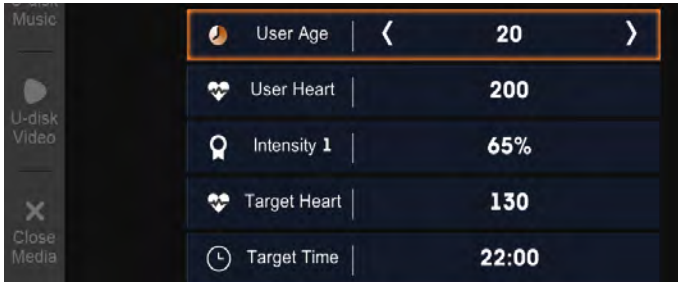 U-disk
Music
User Age
20
User Heart
200
U-disk
Video
Intensity 1
65%
Target Heart
130
Close
Media
Target Time
22:00